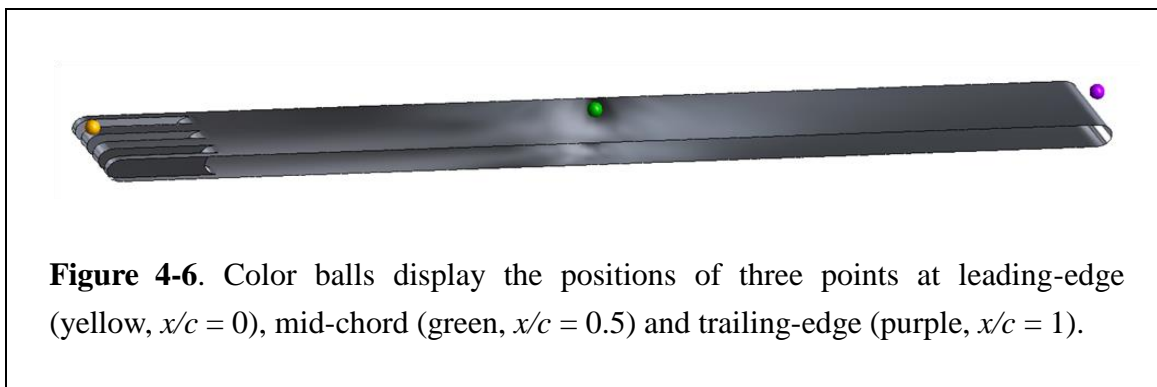 Figure 4-6. Color balls display the positions of three points at leading-edge
(yellow, x/c = 0), mid-chord (green, x/c = 0.5) and trailing-edge (purple, x/c = 1).